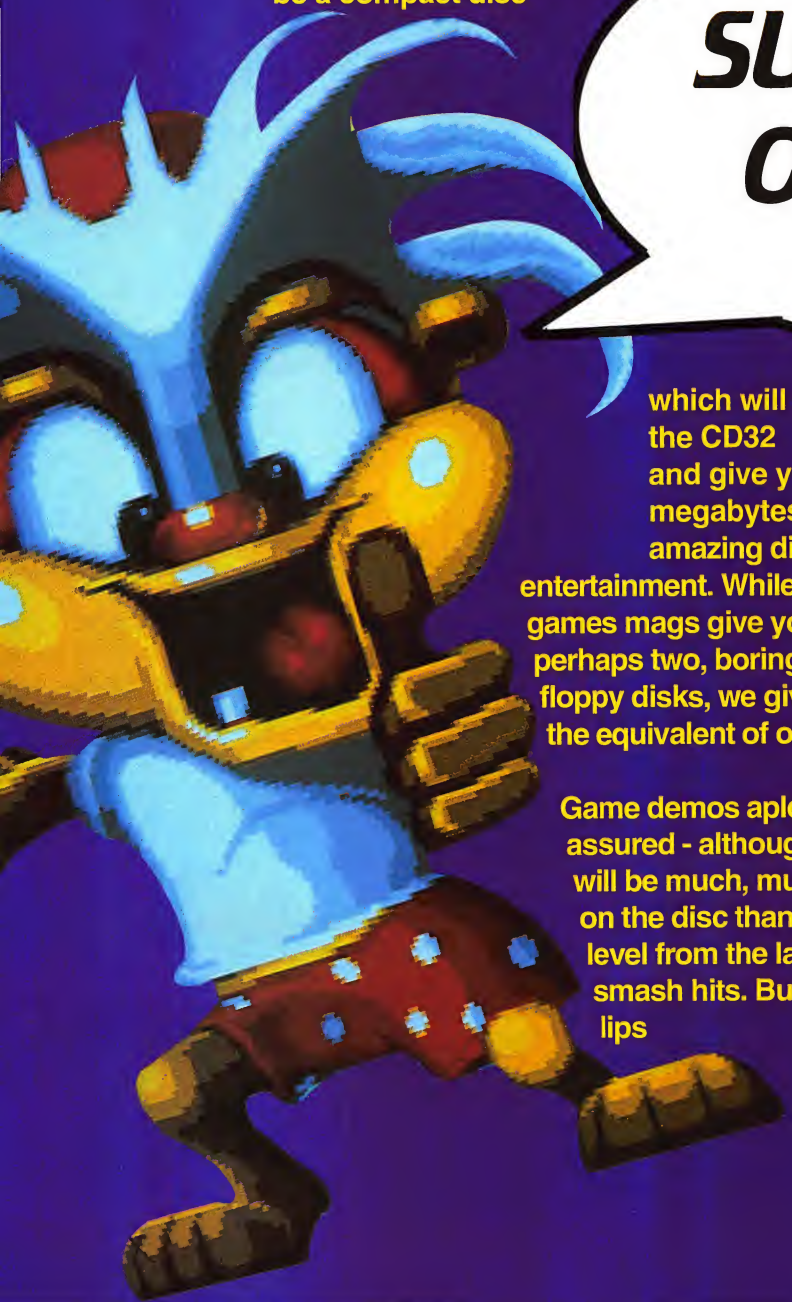 be a compact disc
SU
O
which will
the CD32
and give y
megabytes
amazing di
entertainment. While
games mags give yo
perhaps two, boring
floppy disks, we giv
the equivalent of o
Game demos aple
assured - althoug
will be much, mu
on the disc than
level from the la
smash hits. Bu
lips